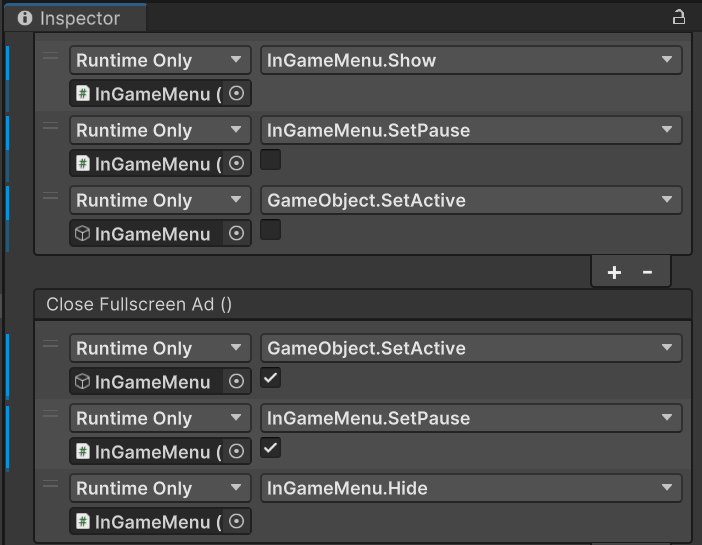 Inspector
Runtime Only InGameMenu.Show
# InGameMenu (
Runtime Only InGameMenu.SetPause
# InGameMenu (
Runtime Only GameObject.SetActive
InGameMenu
+ -
Close Fullscreen Ad ()
Runtime Only GameObject.SetActive
InGameMenu
Runtime Only InGameMenu.SetPause
# InGameMenu (
Runtime Only InGameMenu.Hide
# InGameMenu (